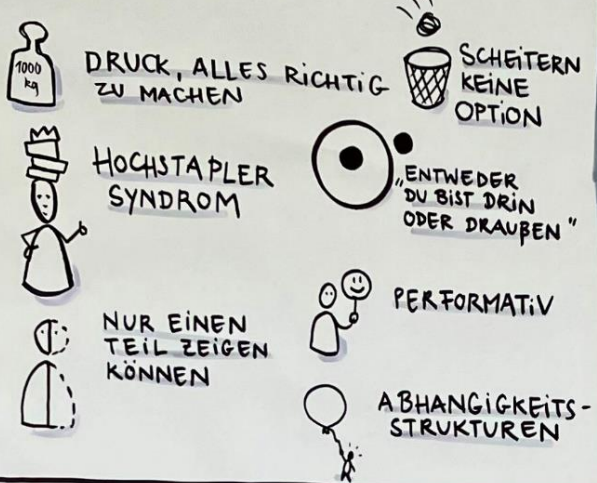 1000
kg
DRUCK, ALLES RICHTIG
ZU MACHEN
SCHEITERN
KEINE
OPTION
HOCHSTAPLER
SYNDROM
„ENTWEDER
DU BIST DRIN
ODER DRAUßEN"
NUR EINEN
TEIL ZEIGEN
KÖNNEN
PERFORMATIV
ABHANGIGKEITS-
STRUKTUREN